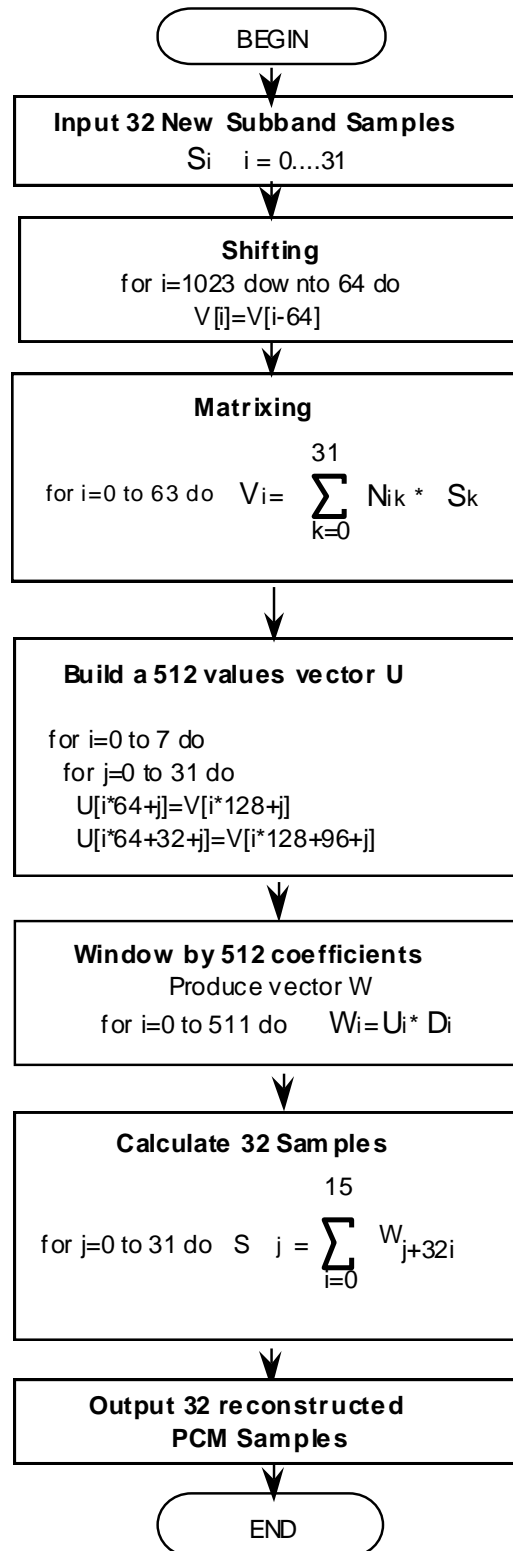 BEGIN
Input 32 New Subband Samples
Si i = 0....31
Shifting
for i=1023 dow nto 64 do
V[i]=V[i-64]
Matrixing
31
for i=0 to 63 do Vi= ∑ Nik * Sk
k=0
Build a 512 values vector U
for i=0 to 7 do
for j=0 to 31 do
U[i*64+j]=V[i*128+j]
U[i*64+32+j]=V[i*128+96+j]
Window by 512 coefficients
Produce vector W
for i=0 to 511 do Wi=Ui* Di
Calculate 32 Samples
15
for j=0 to 31 do S j = ∑ Wj+32i
i=0
Output 32 reconstructed
PCM Samples
END